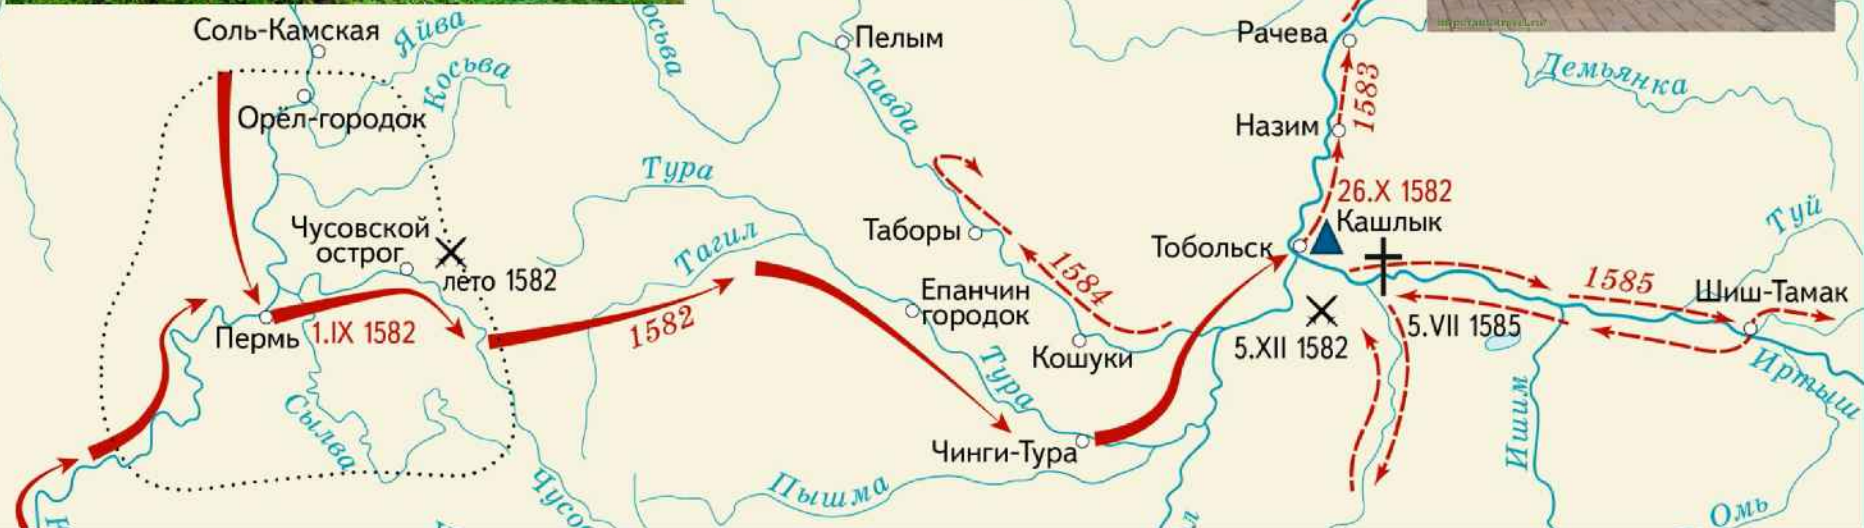 Соль-Камская
Яйва
Косьва
Орёл-городок
Чусовской
острог
лето 1582
Пермь
1.IX 1582
Сылва
осьва
Пелым
Тавда
Тура
Тагил
1582
Таборы
1584
Епанчин
городок
Кошуки
Тура
Чинги-Тура
Пышма
Чусо
Рачева
1583
Демьянка
Назим
26.X 1582
Кашлык
Тобольск
5.XII 1582
5.VII 1585
1585
Шиш-Тамак
Туй
Иртыш
Ишим
Омь